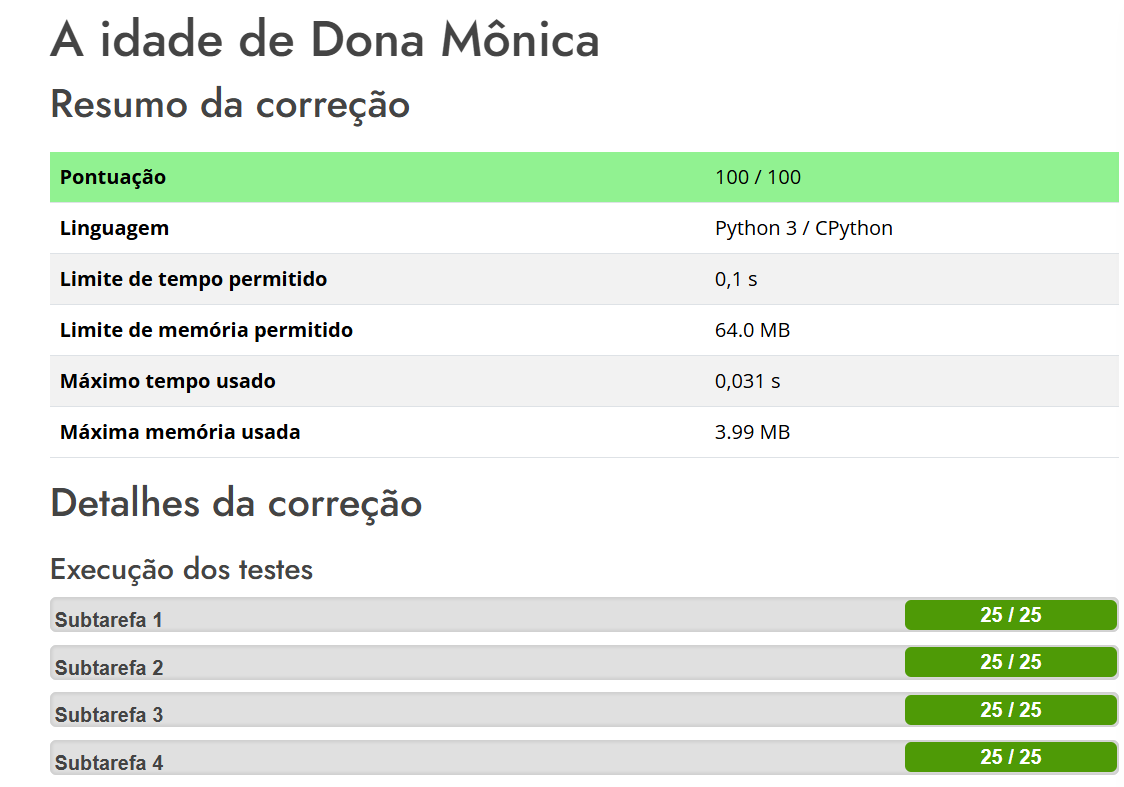 A idade de Dona Mônica
Resumo da correção
Pontuação 100 / 100
Linguagem Python 3 / CPython
Limite de tempo permitido 0,1 s
Limite de memória permitido 64.0 MB
Máximo tempo usado 0,031 s
Máxima memória usada 3.99 MB
Detalhes da correção
Execução dos testes
Subtarefa 1 25 / 25
Subtarefa 2 25 / 25
Subtarefa 3 25 / 25
Subtarefa 4 25 / 25